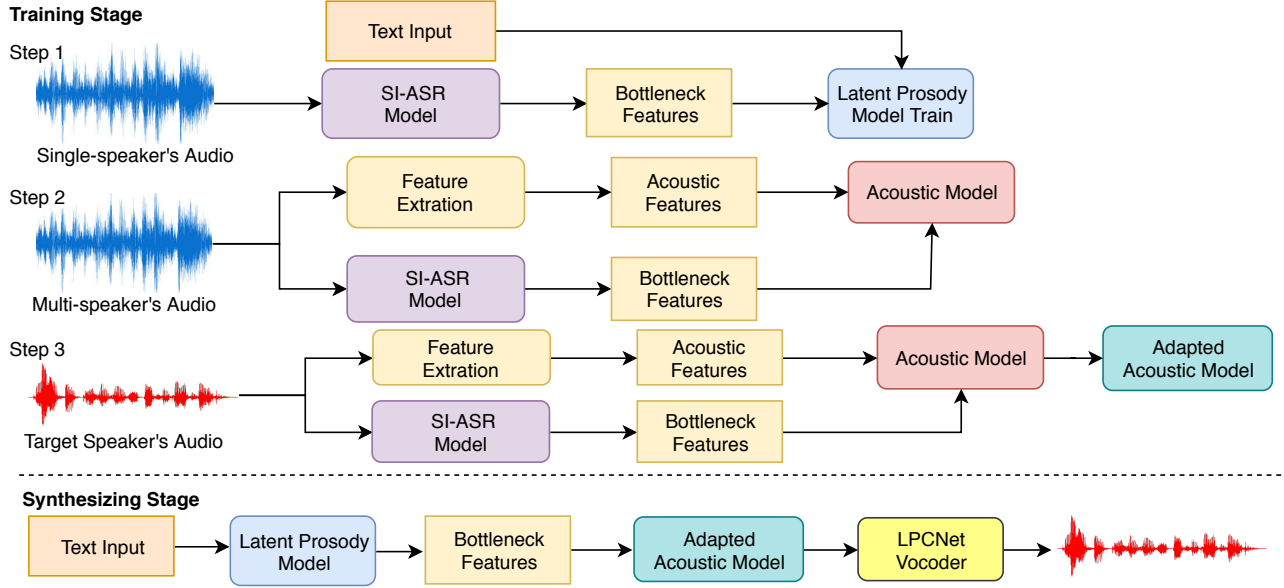 Training Stage
Step 1
Text Input
SI-ASR
Model
Bottleneck
Features
Latent Prosody
Model Train
Single-speaker's Audio
Step 2
Feature
Extration
Acoustic
Features
Acoustic Model
SI-ASR
Model
Bottleneck
Features
Multi-speaker's Audio
Step 3
Feature
Extration
Acoustic
Features
Acoustic Model
Adapted
Acoustic Model
SI-ASR
Model
Bottleneck
Features
Target Speaker's Audio
Synthesizing Stage
Text Input
Latent Prosody
Model
Bottleneck
Features
Adapted
Acoustic Model
LPCNet
Vocoder